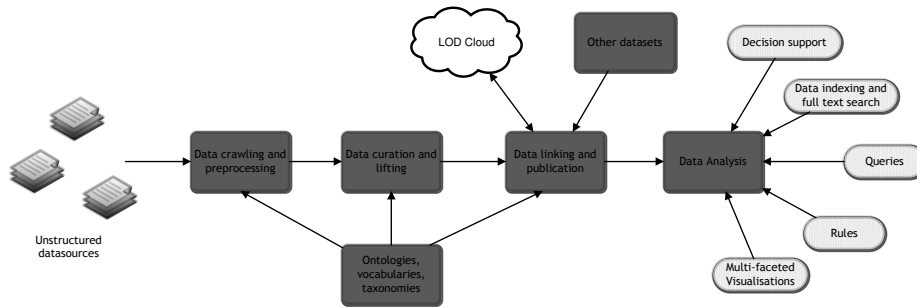 LOD Cloud
Other datasets
Decision support
Data indexing and
full text search
Data crawling and
preprocessing
Data curation and
lifting
Data linking and
publication
Data Analysis
Queries
Unstructured
datasources
Ontologies,
vocabularies,
taxonomies
Rules
Multi-faceted
Visualisations